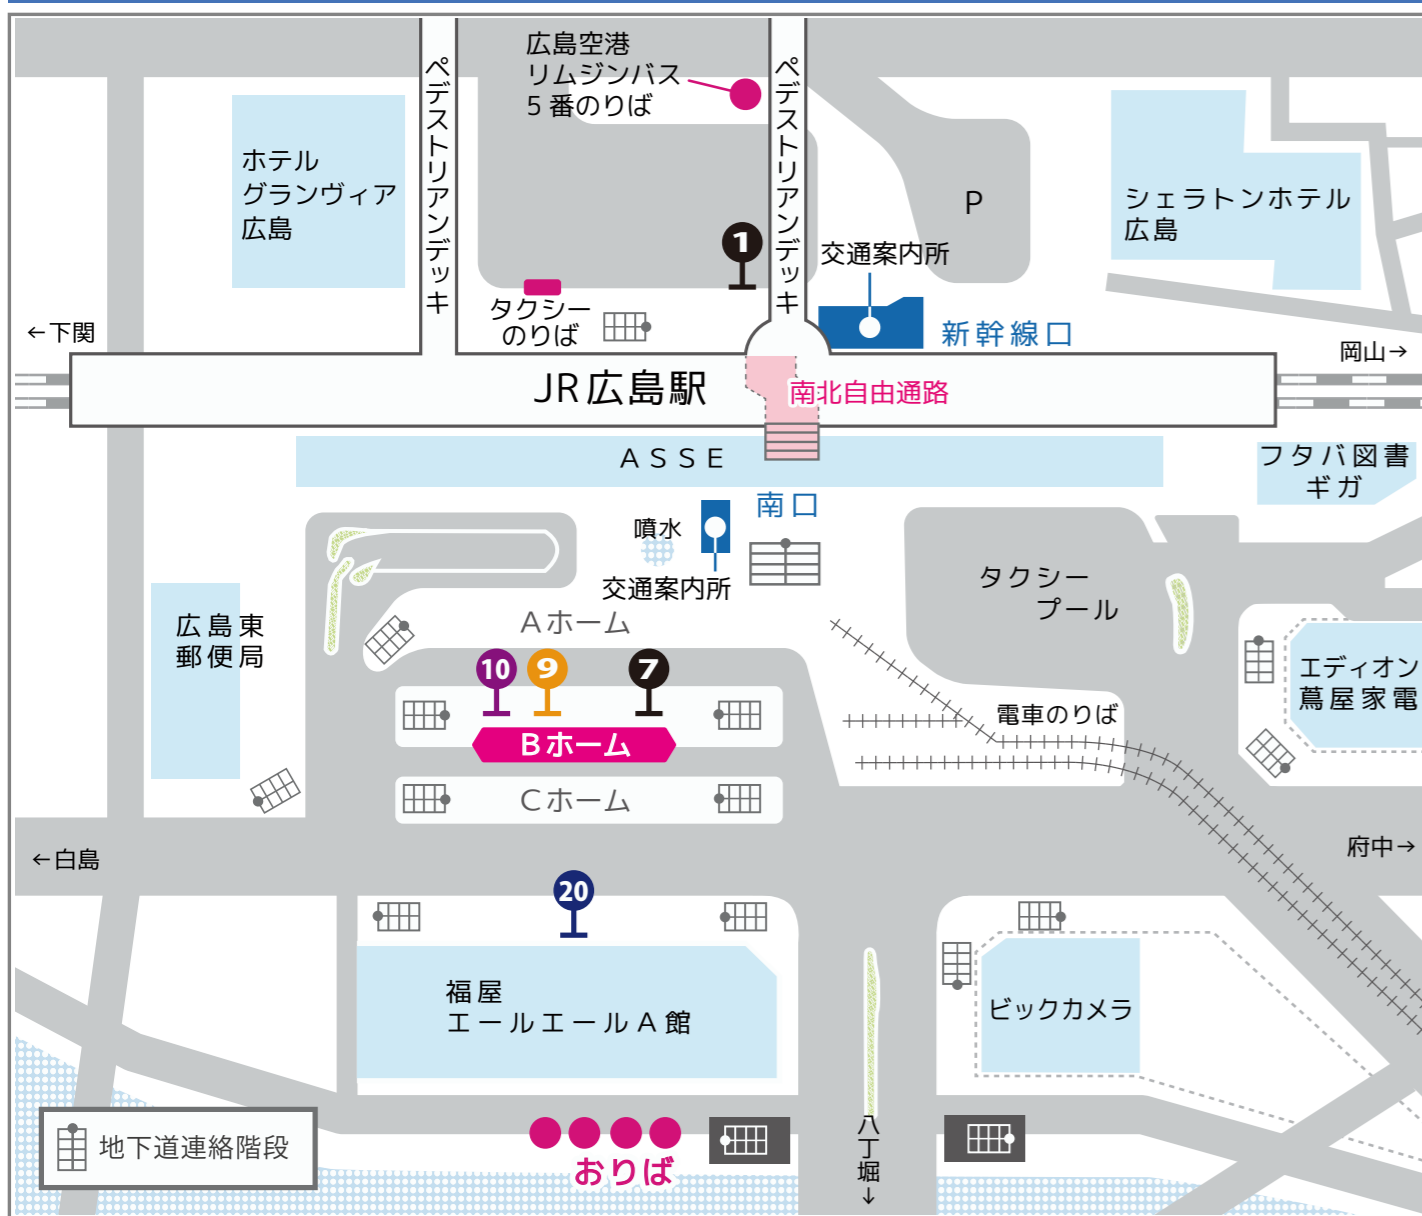 広島空港
リムジンバス
5 番のりば
ペデストリアンデッキ
ペデストリアンデッキ
ホテル
グランヴィア
広島
P
シェラトンホテル
広島
1
交通案内所
タクシー
のりば
新幹線口
←下関
岡山→
JR広島駅
南北自由通路
ASSE
フタバ図書
ギガ
南口
噴水
交通案内所
タクシー
プール
広島東
郵便局
Aホーム
10
9
7
エディオン
蔦屋家電
電車のりば
Bホーム
Cホーム
←白島
府中→
20
福屋
エールエールA館
ビックカメラ
八丁堀→
地下道連絡階段
おりば